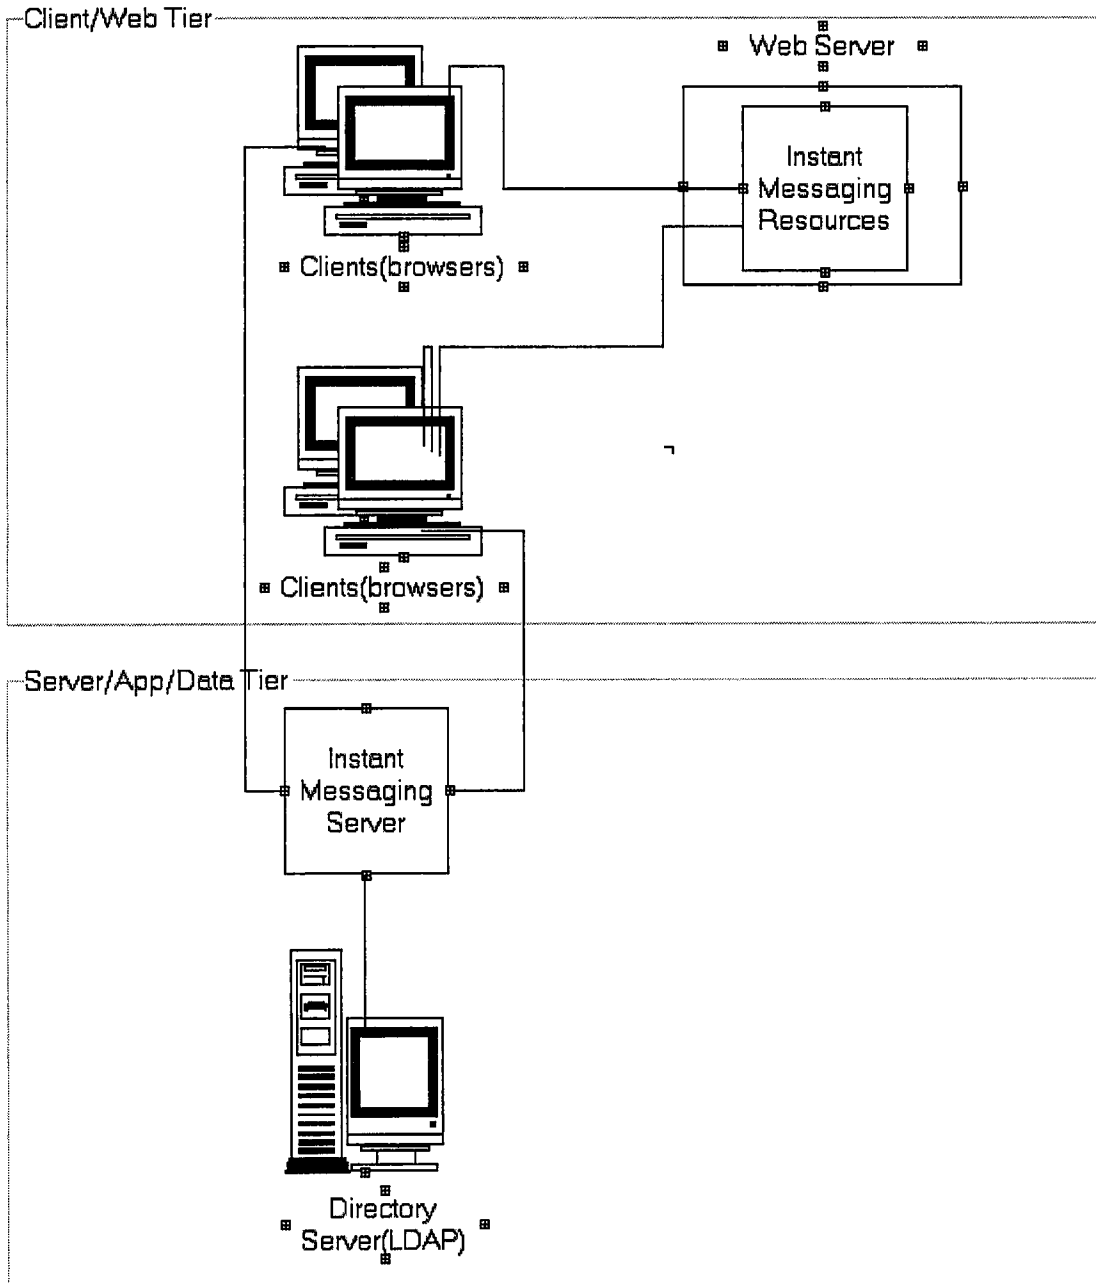 Client/Web Tier
Web Server
Instant
Messaging
Resources
Clients(browsers)
Clients(browsers)
Server/App/Data Tier
Instant
Messaging
Server
Directory
Server(LDAP)